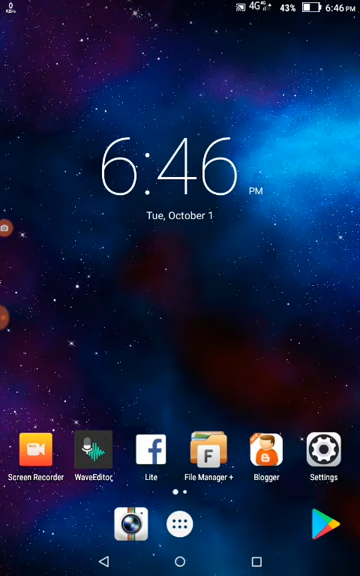 0
KB/s
4G
43%
6:46 PM
6:46 PM
Tue, October 1
Screen Recorder
WaveEditor
Lite
File Manager +
Blogger
Settings